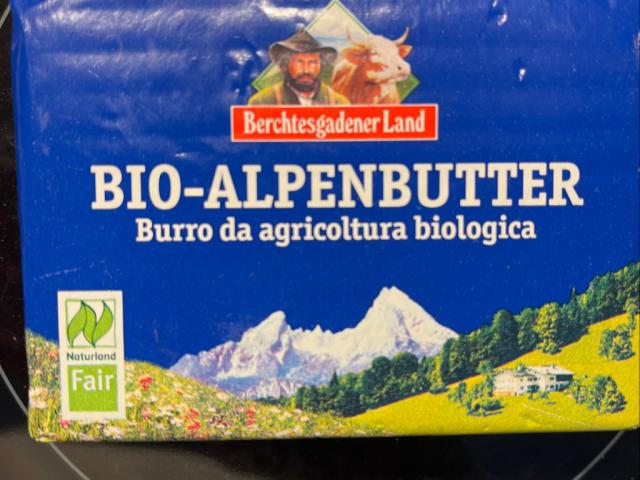 Berchtesgadener Land
BIO-ALPENBUTTER
Burro da agricoltura biologica
Naturland
Fair